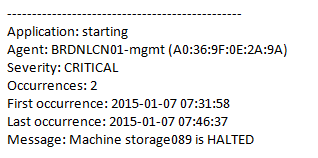 ------------------------------------------------
Application: starting
Agent: BRDNLCN01-mgmt (A0:36:9F:0E:2A:9A)
Severity: CRITICAL
Occurrences: 2
First occurrence: 2015-01-07 07:31:58
Last occurrence: 2015-01-07 07:46:37
Message: Machine storage089 is HALTED